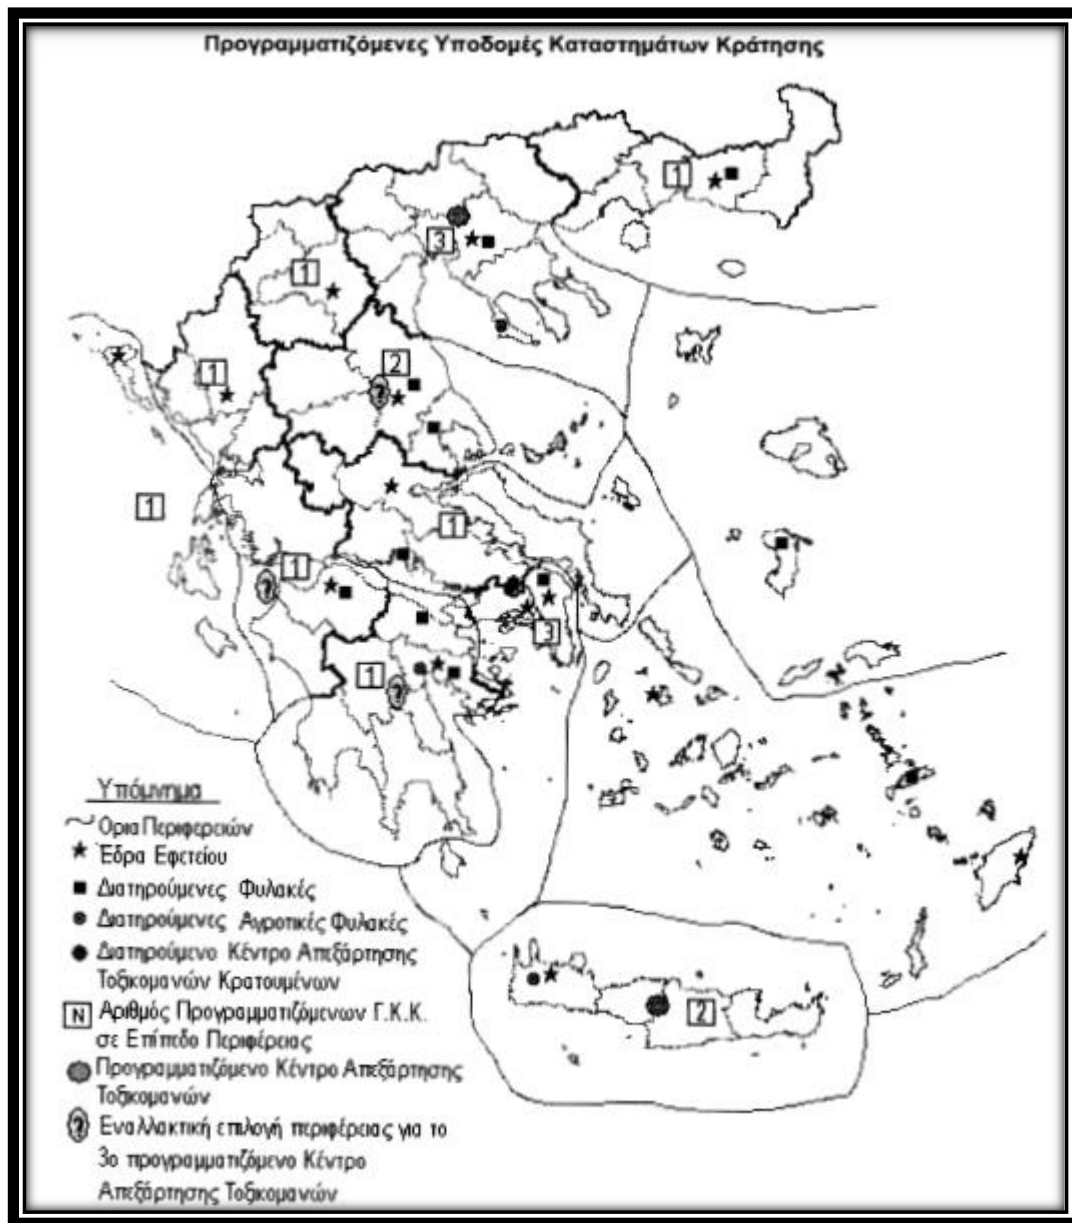 Προγραμματιζόμενες Υποδομές Καταστημάτων Κράτησης
1
3
1
2
1
1
1
1
3
1
2
?
?
?
Υπόμνημα
Όρια Περιφερειών
Έδρα Εφετείου
Διατηρούμενες Φυλακές
Διατηρούμενες Αγροτικές Φυλακές
Διατηρούμενο Κέντρο Απεξάρτησης
Τοξικομανών Κρατουμένων
N Αριθμός Προγραμματιζόμενων Γ.Κ.Κ.
σε Επίπεδο Περιφέρειας
Προγραμματιζόμενο Κέντρο Απεξάρτησης
Τοξικομανών
? Εναλλακτική επιλογή περιφέρειας για το
3ο προγραμματιζόμενο Κέντρο
Απεξάρτησης Τοξικομανών